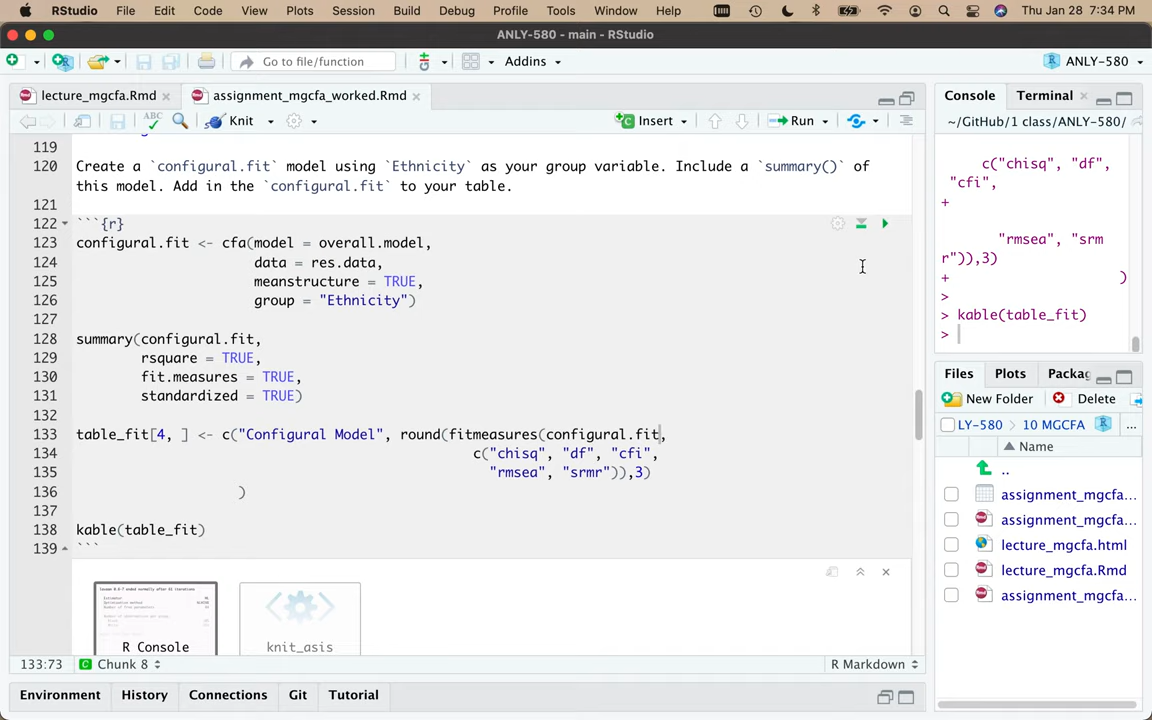 RStudio File Edit Code View Plots Session Build Debug Profile Tools Window Help Thu Jan 28 7:34 PM
ANLY-580 - main - RStudio
Go to file/function Addins ANLY-580
lecture_mgcfa.Rmd assignment_mgcfa_worked.Rmd
ABC Knit Insert Run
119
120 Create a `configural.fit` model using `Ethnicity` as your group variable. Include a `summary()` of
this model. Add in the `configural.fit` to your table.
121
122 ```{r}
123 configural.fit <- cfa(model = overall.model,
124 data = res.data,
125 meanstructure = TRUE,
126 group = "Ethnicity")
127
128 summary(configural.fit,
129 rsquare = TRUE,
130 fit.measures = TRUE,
131 standardized = TRUE)
132
133 table_fit[4, ] <- c("Configural Model", round(fitmeasures(configural.fit,
134 c("chisq", "df", "cfi",
135 "rmsea", "srmr")),3)
136 )
137
138 kable(table_fit)
139 ```
R Console
knit_asis
133:73 Chunk 8 R Markdown
Environment History Connections Git Tutorial
Console Terminal
~/GitHub/1 class/ANLY-580/
c("chisq", "df",
"cfi",
+
"rmsea", "srm
r")),3)
+ )
>
> kable(table_fit)
>
Files Plots Packag
New Folder Delete
LY-580 10 MGCFA ...
Name
..
assignment_mgcfa...
assignment_mgcfa...
lecture_mgcfa.html
lecture_mgcfa.Rmd
assignment_mgcfa...